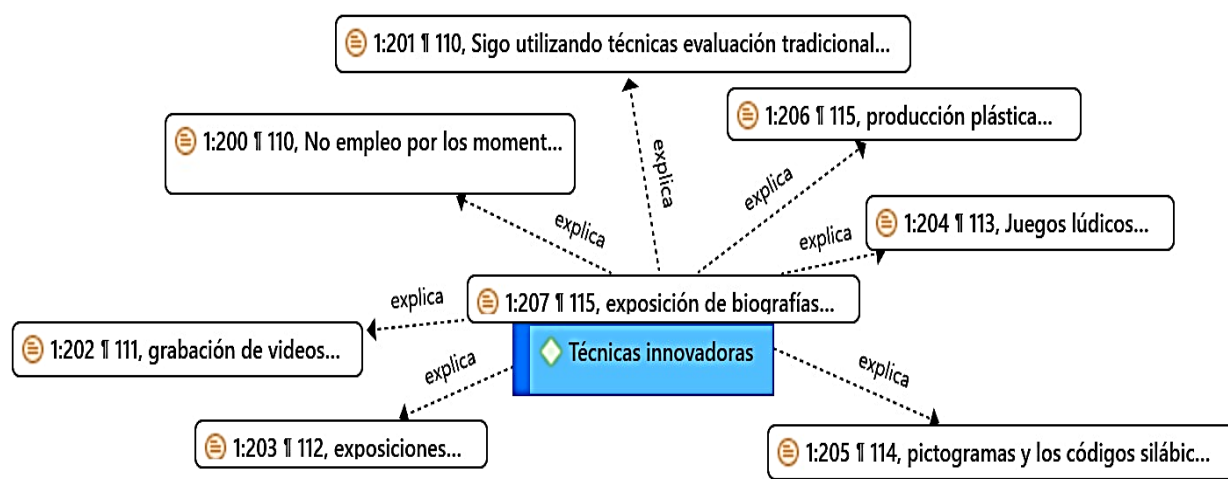 1:201 ¶ 110, Sigo utilizando técnicas evaluación tradicional...
1:206 ¶ 115, producción plástica...
1:200 ¶ 110, No empleo por los moment...
explica
explica
explica
1:204 ¶ 113, Juegos lúdicos...
explica
1:207 ¶ 115, exposición de biografías...
explica
1:202 ¶ 111, grabación de videos...
Técnicas innovadoras
explica
explica
1:203 ¶ 112, exposiciones...
1:205 ¶ 114, pictogramas y los códigos silábic...